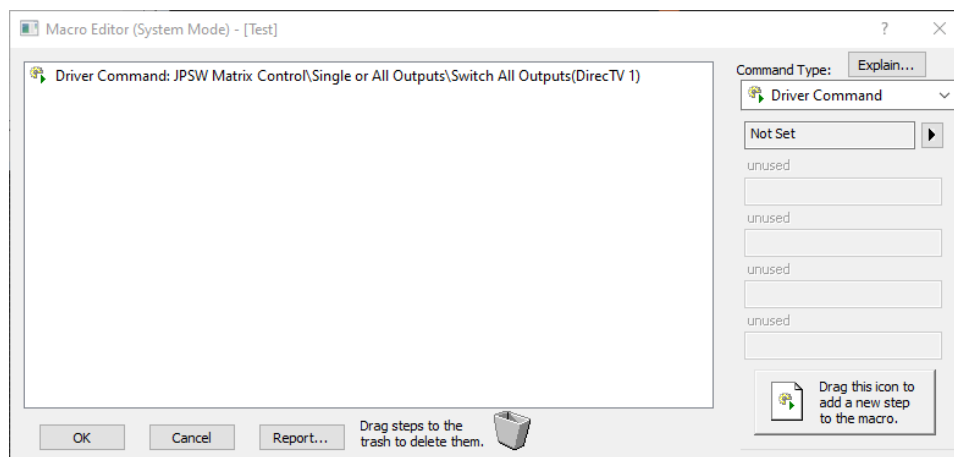 Macro Editor (System Mode) - [Test]
?
Driver Command: JPSW Matrix Control\Single or All Outputs\Switch All Outputs(DirecTV 1)
Command Type:
Explain...
Driver Command
Not Set
unused
unused
unused
unused
Drag this icon to
add a new step
to the macro.
OK
Cancel
Report...
Drag steps to the
trash to delete them.